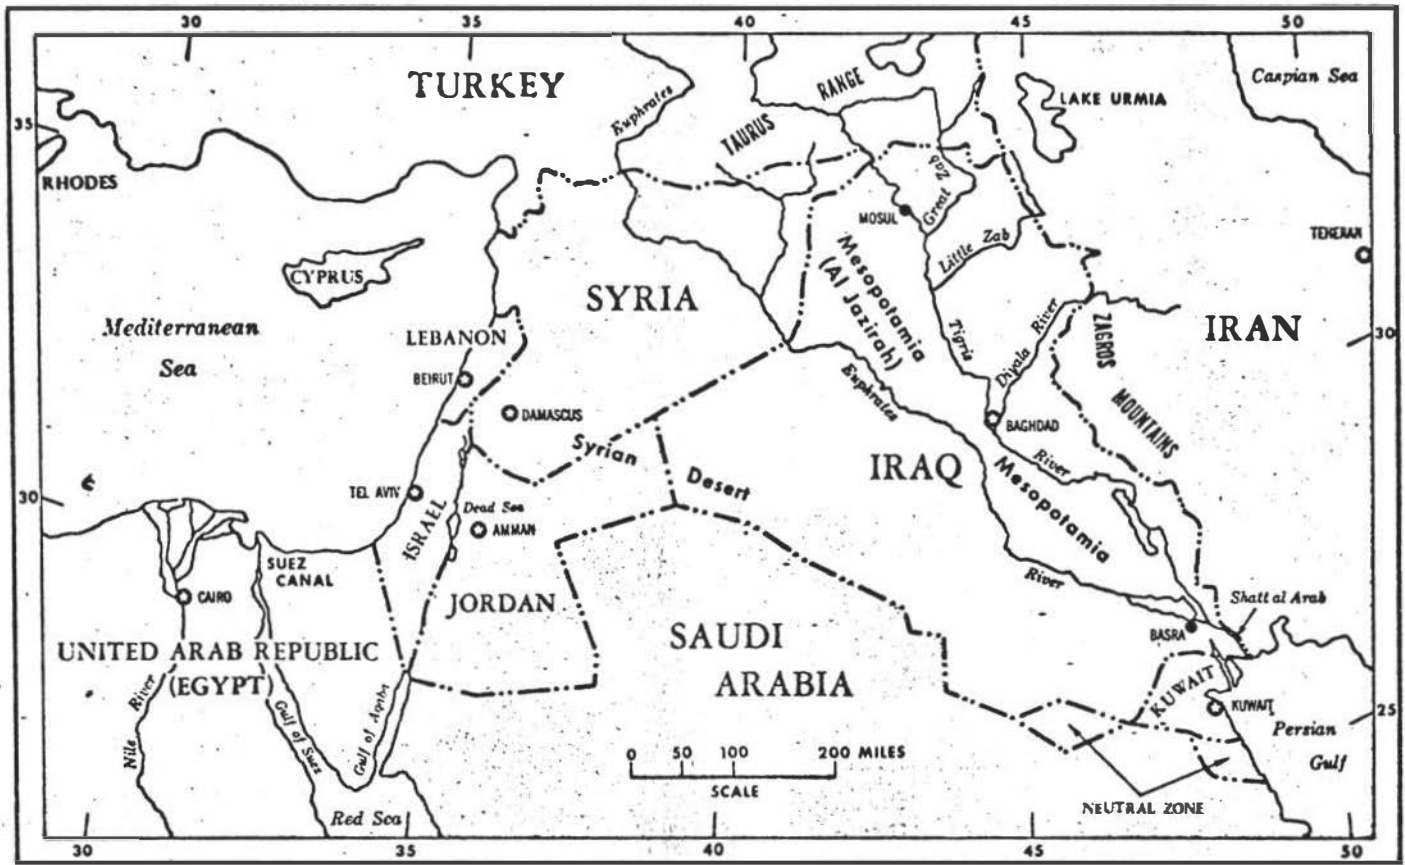 30 35 40 45 50
TURKEY
Euphrates
TAURUS RANGE
LAKE URMIA
Caspian Sea
35
RHODES
CYPRUS
Mediterranean
Sea
SYRIA
MOSUL
Great Zab
Little Zab
Mesopotamia
(Al Jazirah)
Tigris
Diyala River
TEHERAN
IRAN
30
ZAGROS
MOUNTAINS
LEBANON
BEIRUT
DAMASCUS
Euphrates
BAGHDAD
River
Syrian
Desert
IRAQ
Mesopotamia
River
30
TEL AVIV
ISRAEL
Dead Sea
AMMAN
JORDAN
SUEZ
CANAL
CAIRO
UNITED ARAB REPUBLIC
(EGYPT)
Nile River
Gulf of Suez
Gulf of Aqaba
Red Sea
SAUDI
ARABIA
Shatt al Arab
BASRA
KUWAIT
KUWAIT
25
Persian
Gulf
NEUTRAL ZONE
0 50 100 200 MILES
SCALE
30 35 40 45 50